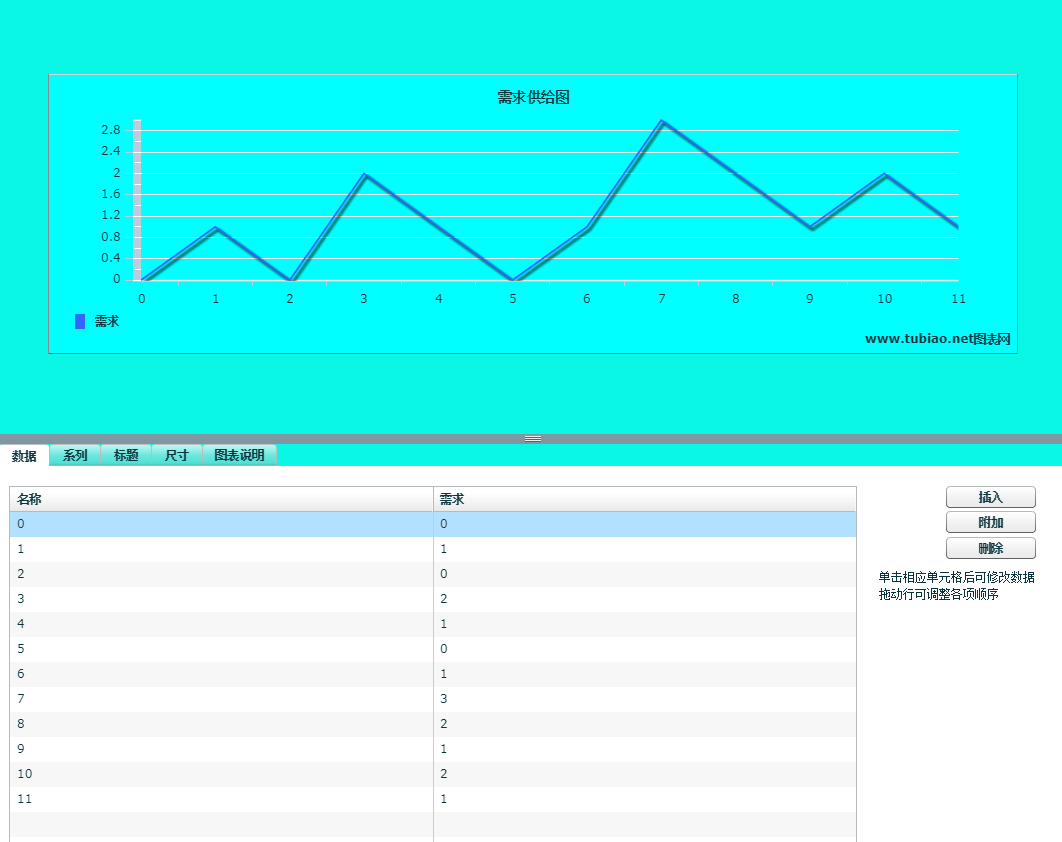 需求供给图
2.8
2.4
2
1.6
1.2
0.8
0.4
0
0 1 2 3 4 5 6 7 8 9 10 11
需求
www.tubiao.net图表网
数据 系列 标题 尺寸 图表说明
名称 需求
0 0
1 1
2 0
3 2
4 1
5 0
6 1
7 3
8 2
9 1
10 2
11 1
插入
附加
删除
单击相应单元格后可修改数据
拖动行可调整各项顺序